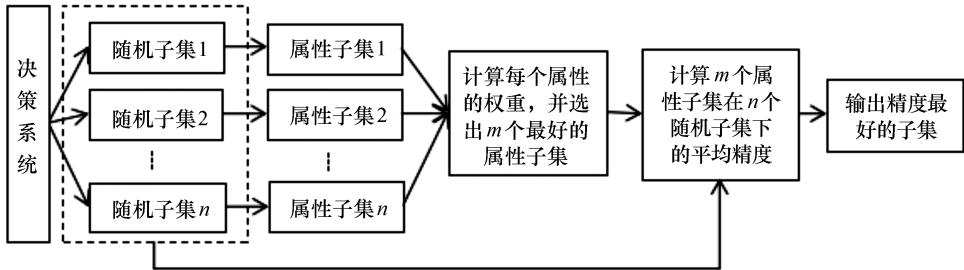 决策系统
随机子集1
属性子集1
随机子集2
属性子集2
随机子集n
属性子集n
计算每个属性
的权重，并选
出m个最好的
属性子集
计算m个属
性子集在n个
随机子集下
的平均精度
输出精度最
好的子集